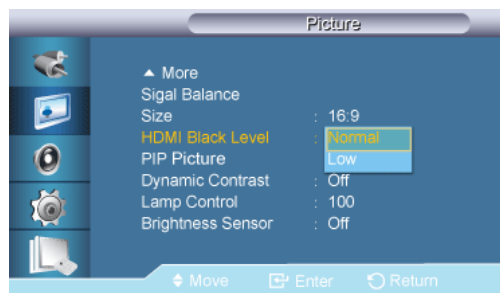 Picture
▲ More
Sigal Balance
Size : 16:9
HDMI Black Level : Normal
Low
PIP Picture
Dynamic Contrast : Off
Lamp Control : 100
Brightness Sensor : Off
Move Enter Return